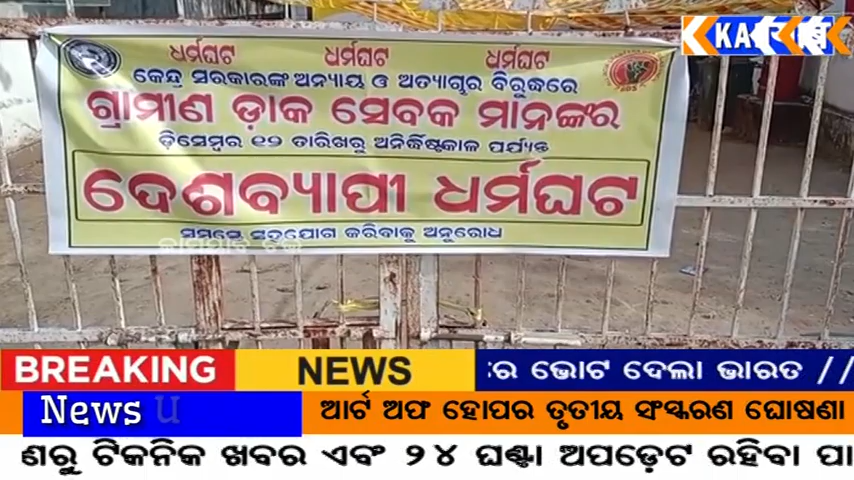 ଧର୍ମଘଟ ଧର୍ମଘଟ ଧର୍ମଘଟ
କେନ୍ଦ୍ର ସରକାରଙ୍କ ଅନ୍ୟାୟ ଓ ଅତ୍ୟାଚାର ବିରୁଦ୍ଧରେ
ଗ୍ରାମୀଣ ଡ଼ାକ ସେବକ ମାନଙ୍କର
ଡ଼ିସେମ୍ବର ୧୨ ତାରିଖରୁ ଅନିର୍ଦ୍ଧିଷ୍ଟକାଳ ପର୍ଯ୍ୟନ୍ତ
ଦେଶବ୍ୟାପୀ ଧର୍ମଘଟ
ସମସ୍ତେ ସହଯୋଗ କରିବାକୁ ଅନୁରୋଧ
BREAKING NEWS ର ଭୋଟ ଦେଲା ଭାରତ //
News U ଆର୍ଟ ଅଫ ହୋପର ତୃତୀୟ ସଂସ୍କରଣ ଘୋଷଣା
ଣରୁ ଟିକନିକ ଖବର ଏବଂ ୨୪ ଘଣ୍ଟା ଅପଡ଼େଟ ରହିବା ପା